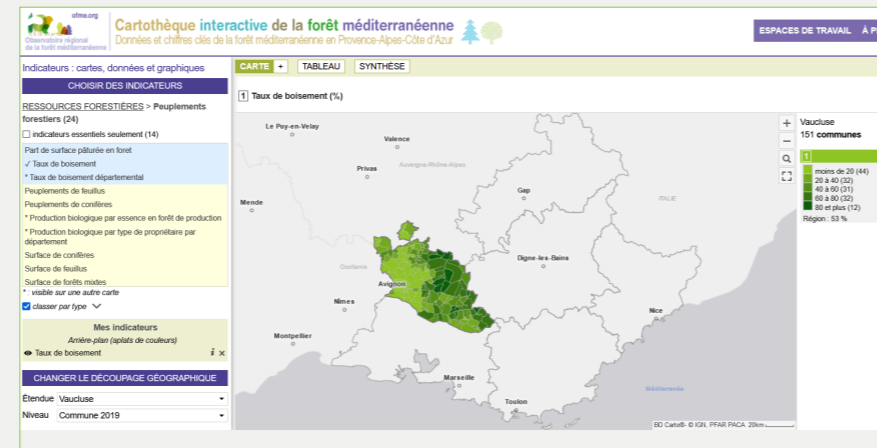 ofme.org
Observatoire régional
de la forêt méditerranéenne
Cartothèque interactive de la forêt méditerranéenne
Données et chiffres clés de la forêt méditerranéenne en Provence-Alpes-Côte d'Azur
ESPACES DE TRAVAIL À P
Indicateurs : cartes, données et graphiques
CARTE + TABLEAU SYNTHÈSE
CHOISIR DES INDICATEURS
RESSOURCES FORESTIÈRES > Peuplements
forestiers (24)
indicateurs essentiels seulement (14)
Part de surface pâturée en foret
✓ Taux de boisement
* Taux de boisement départemental
Peuplements de feuillus
Peuplements de conifères
* Production biologique par essence en forêt de production
* Production biologique par type de propriétaire par
département
Surface de conifères
Surface de feuillus
Surface de forêts mixtes
* : visible sur une autre carte
classer par type
Mes indicateurs
Arrière-plan (aplats de couleurs)
Taux de boisement i ×
CHANGER LE DÉCOUPAGE GÉOGRAPHIQUE
Étendue Vaucluse
Niveau Commune 2019
1 Taux de boisement (%)
Le Puy-en-Velay
Valence
Privas
Auvergne-Rhône-Alpes
Mende
Gap
ITALIE
Occitanie
Digne-les-Bains
Avignon
Nîmes
Nice
Montpellier
Marseille
Méditerranée
Toulon
BD Carto®- © IGN, PFAR PACA 20km
+
−
Vaucluse
151 communes
1
moins de 20 (44)
20 à 40 (32)
40 à 60 (31)
60 à 80 (32)
80 et plus (12)
Région : 53 %